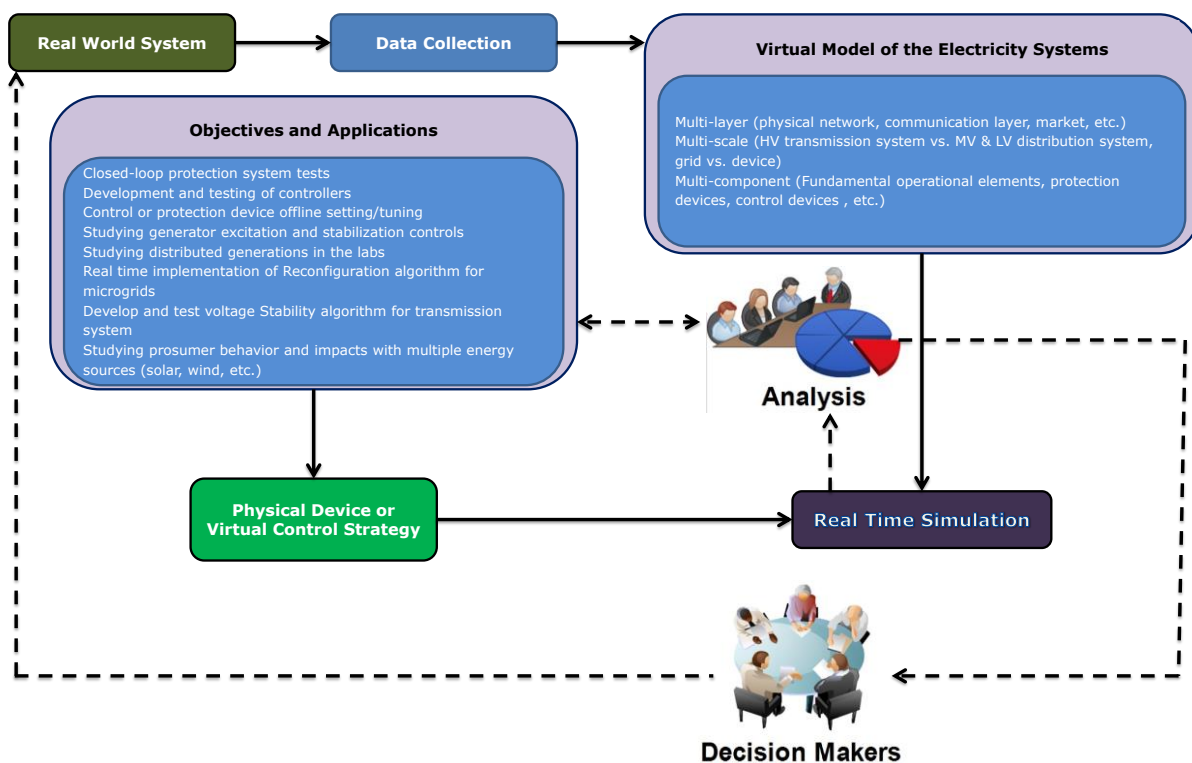 Real World System
Data Collection
Virtual Model of the Electricity Systems
Multi-layer (physical network, communication layer, market, etc.)
Multi-scale (HV transmission system vs. MV & LV distribution system,
grid vs. device)
Multi-component (Fundamental operational elements, protection
devices, control devices , etc.)
Objectives and Applications
Closed-loop protection system tests
Development and testing of controllers
Control or protection device offline setting/tuning
Studying generator excitation and stabilization controls
Studying distributed generations in the labs
Real time implementation of Reconfiguration algorithm for
microgrids
Develop and test voltage Stability algorithm for transmission
system
Studying prosumer behavior and impacts with multiple energy
sources (solar, wind, etc.)
Analysis
Physical Device or
Virtual Control Strategy
Real Time Simulation
Decision Makers